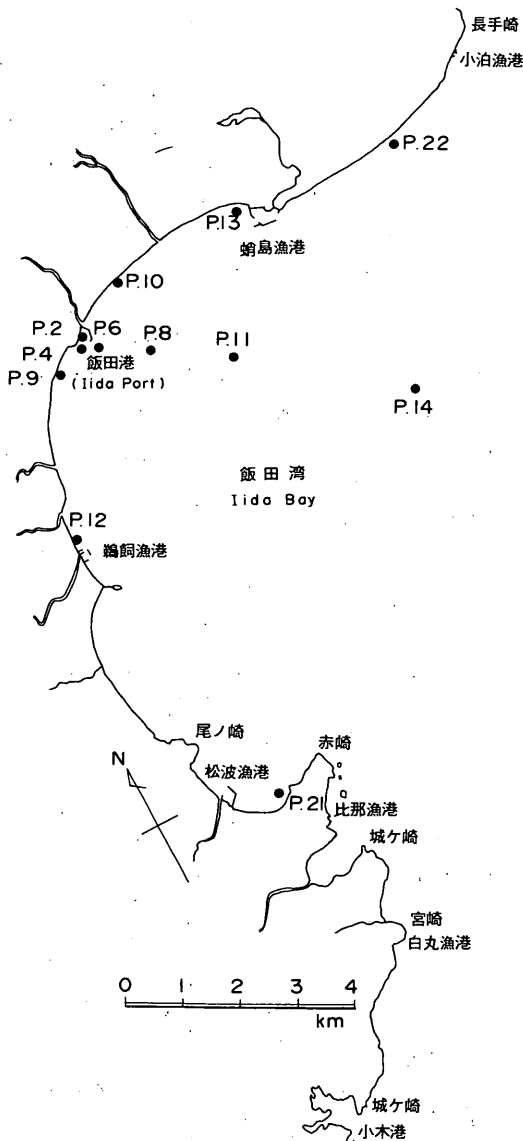 長手崎
小泊漁港
P.22
P.13
蛸島漁港
P.10
P.2
P.6
P.8
P.11
P.4
飯田港
P.9
(Iida Port)
P.14
飯田湾
Iida Bay
P.12
鵜飼漁港
尾ノ崎
赤崎
N
松波漁港
P.21
比那漁港
城ケ崎
宮崎
白丸漁港
0 1 2 3 4
km
城ケ崎
小木港